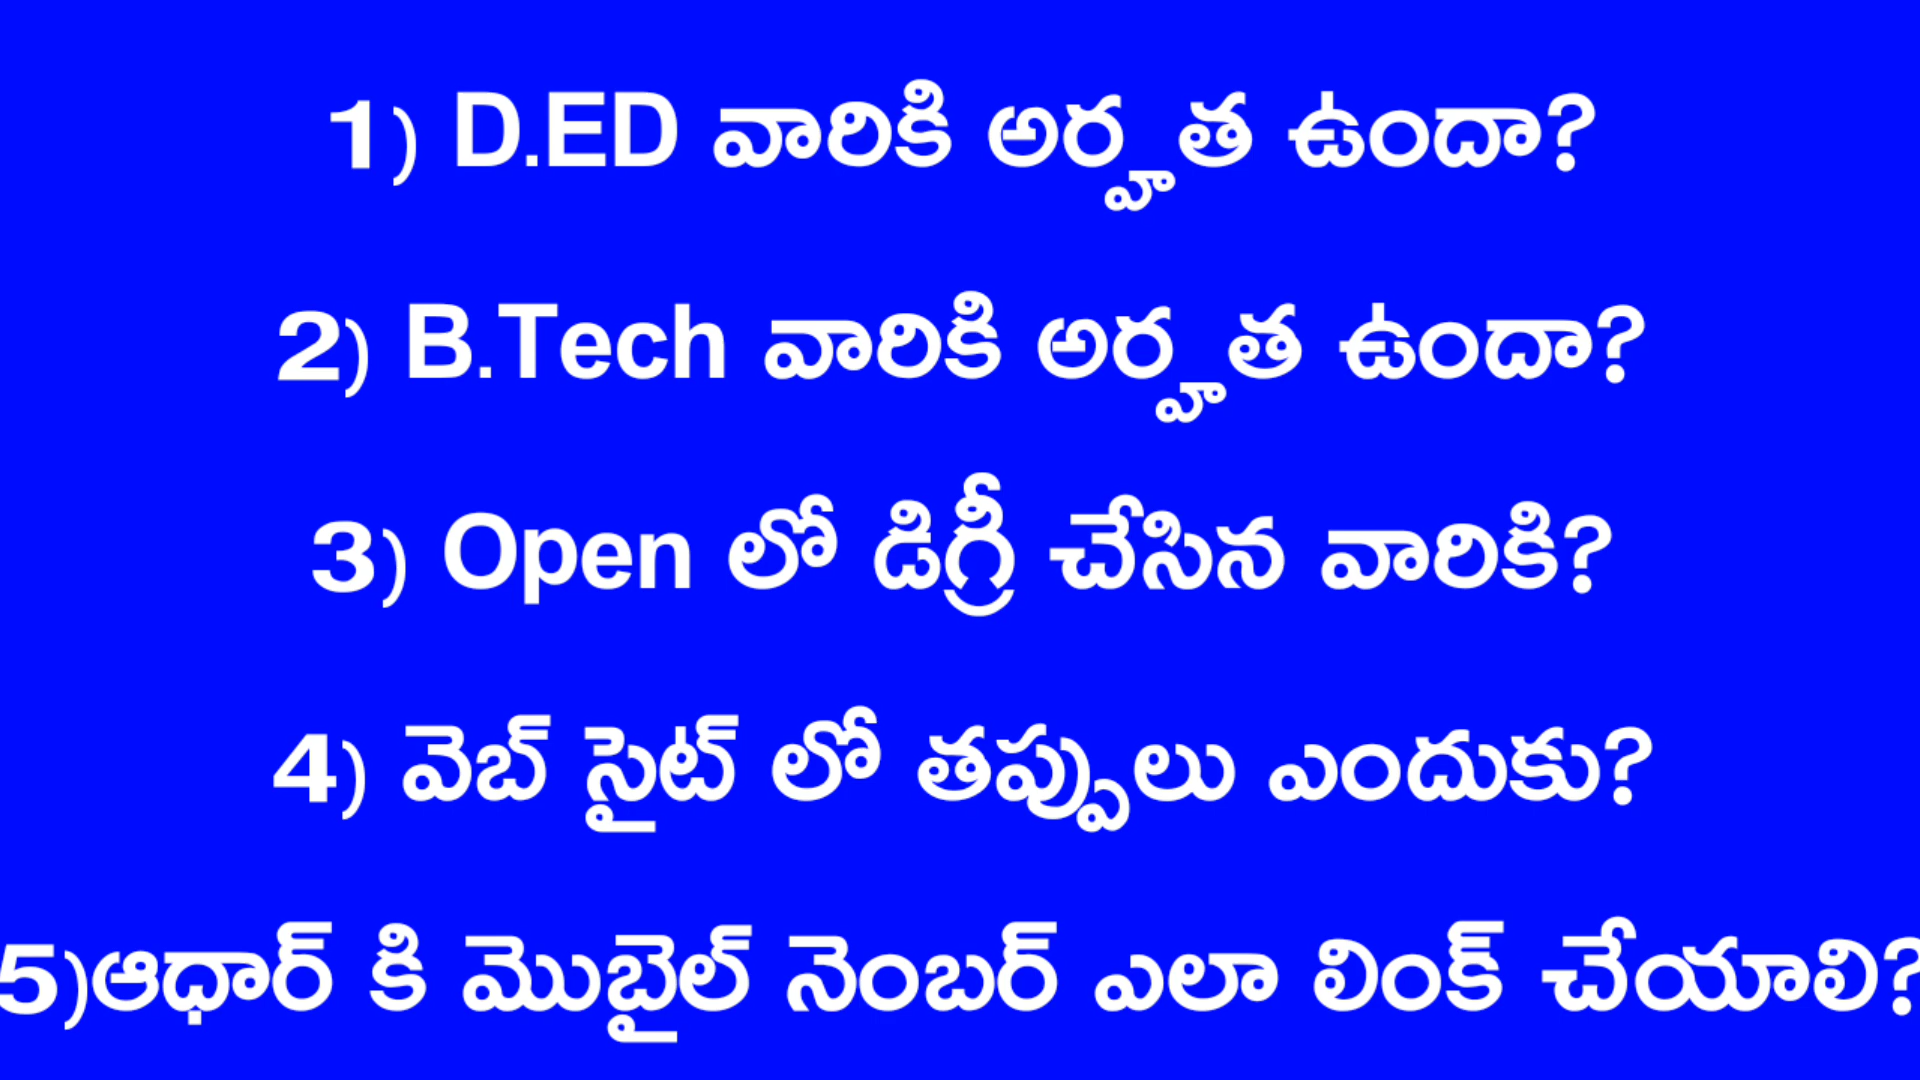 1) D.ED వారికి అర్హత ఉందా?
2) B.Tech వారికి అర్హత ఉందా?
3) Open లో డిగ్రీ చేసిన వారికి?
4) వెబ్ సైట్ లో తప్పులు ఎందుకు?
5)ఆధార్ కి మొబైల్ నెంబర్ ఎలా లింక్ చేయాలి?